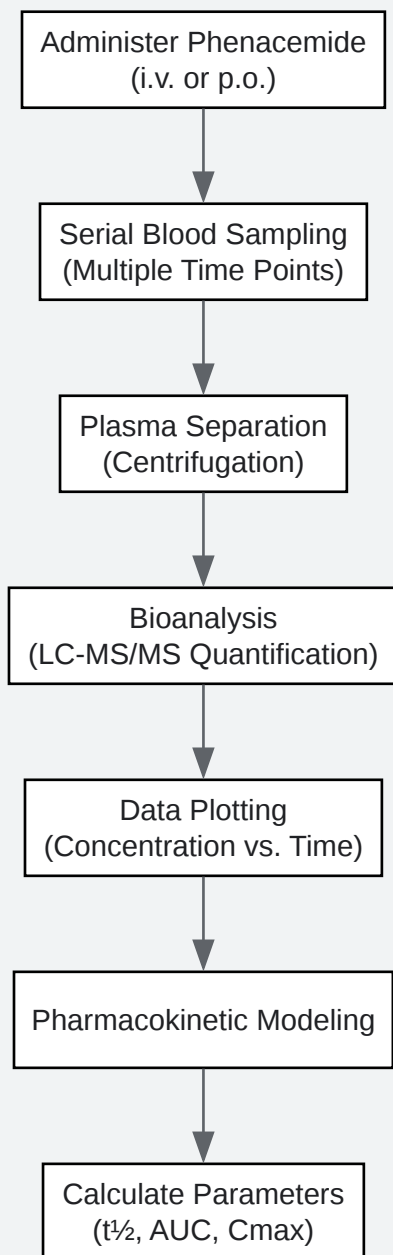 Administer Phenacemide
(i.v. or p.o.)
Serial Blood Sampling
(Multiple Time Points)
Plasma Separation
(Centrifugation)
Bioanalysis
(LC-MS/MS Quantification)
Data Plotting
(Concentration vs. Time)
Pharmacokinetic Modeling
Calculate Parameters
(t½, AUC, Cmax)